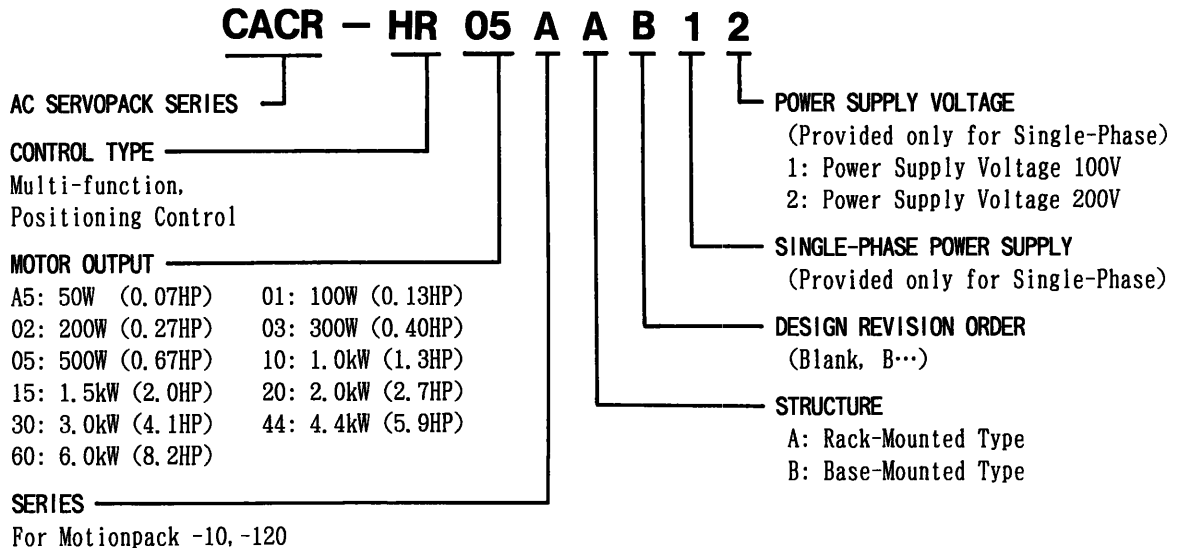 CACR - HR 05 A A B 1 2
AC SERVOPACK SERIES
CONTROL TYPE
Multi-function,
Positioning Control
MOTOR OUTPUT
A5: 50W (0.07HP) 01: 100W (0.13HP)
02: 200W (0.27HP) 03: 300W (0.40HP)
05: 500W (0.67HP) 10: 1.0kW (1.3HP)
15: 1.5kW (2.0HP) 20: 2.0kW (2.7HP)
30: 3.0kW (4.1HP) 44: 4.4kW (5.9HP)
60: 6.0kW (8.2HP)
SERIES
For Motionpack -10, -120
POWER SUPPLY VOLTAGE
(Provided only for Single-Phase)
1: Power Supply Voltage 100V
2: Power Supply Voltage 200V
SINGLE-PHASE POWER SUPPLY
(Provided only for Single-Phase)
DESIGN REVISION ORDER
(Blank, B···)
STRUCTURE
A: Rack-Mounted Type
B: Base-Mounted Type